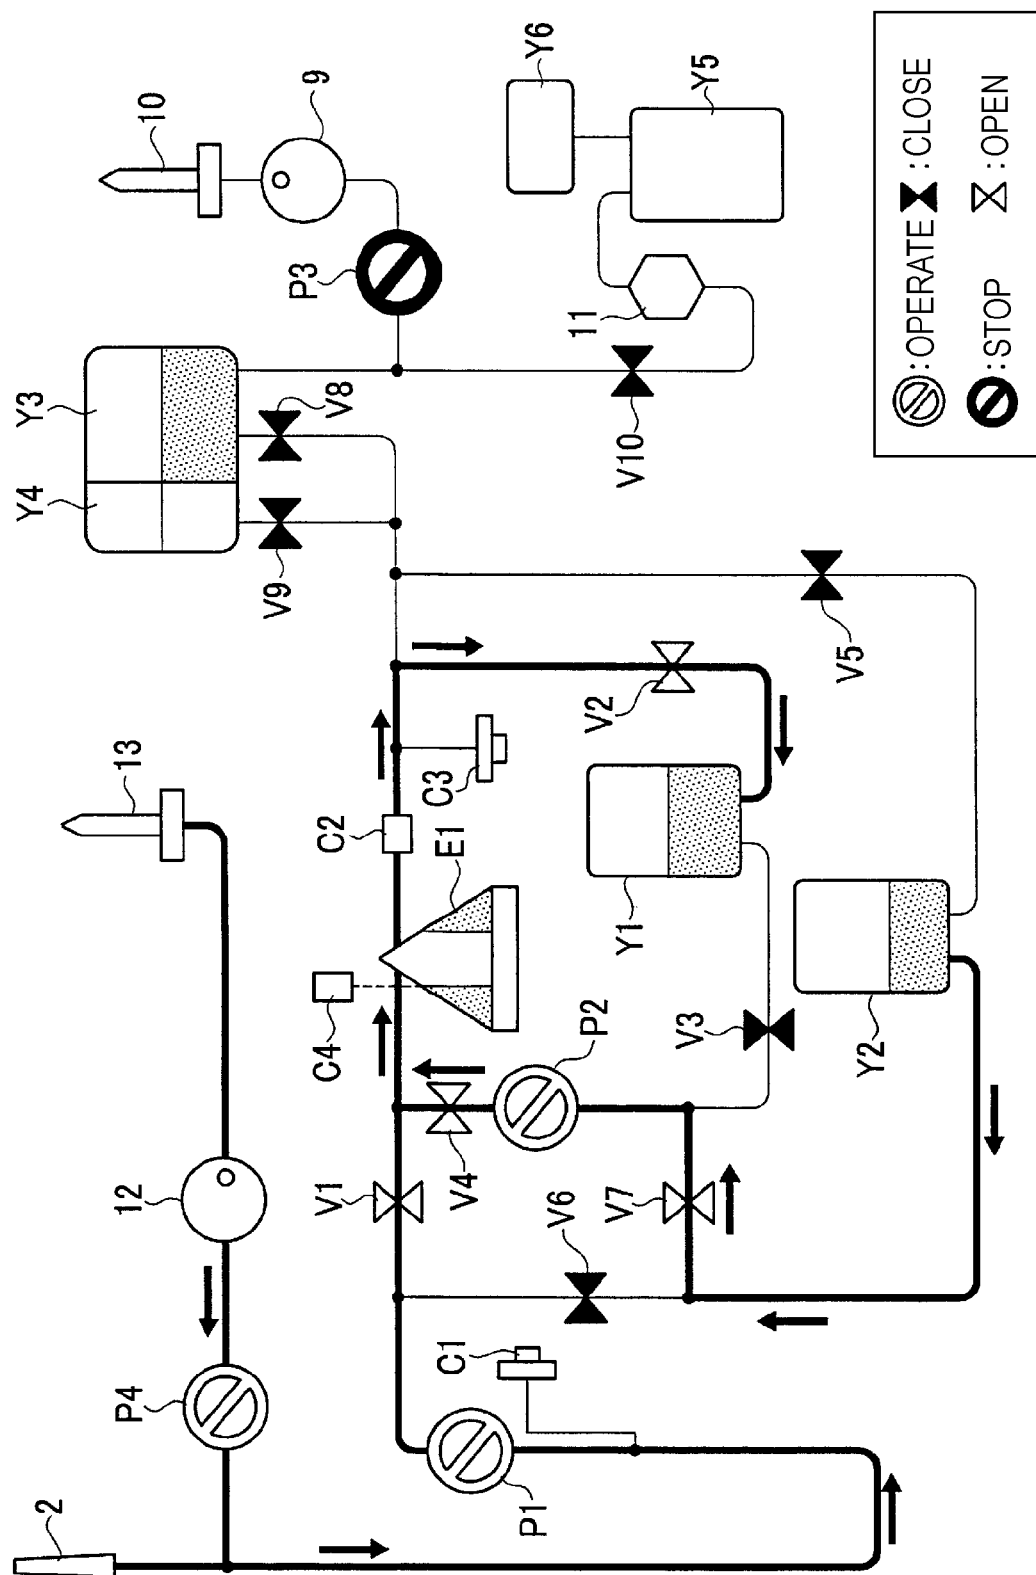 Y4 Y3
2
P4 12 13 10
V9 P3 9
V1 C4 C2 V8
C1 V4 E1 C3
P1 Y6
V6 11
V7 P2 V2
Y1 V10
V3 Y5
Y2 V5
:OPERATE :CLOSE
:STOP :OPEN